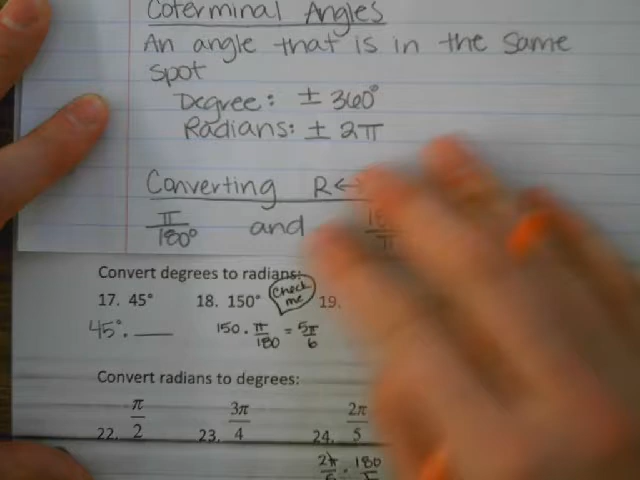 Coterminal Angles
An angle that is in the same
spot
Degree: ± 360°
Radians: ± 2π
Converting R↔
π/180° and
Convert degrees to radians:
17. 45° 18. 150° check me 19.
45° · ___ 150 · π/180 = 5π/6
Convert radians to degrees:
22. π/2 23. 3π/4 24. 2π/5
2π/5 · 180